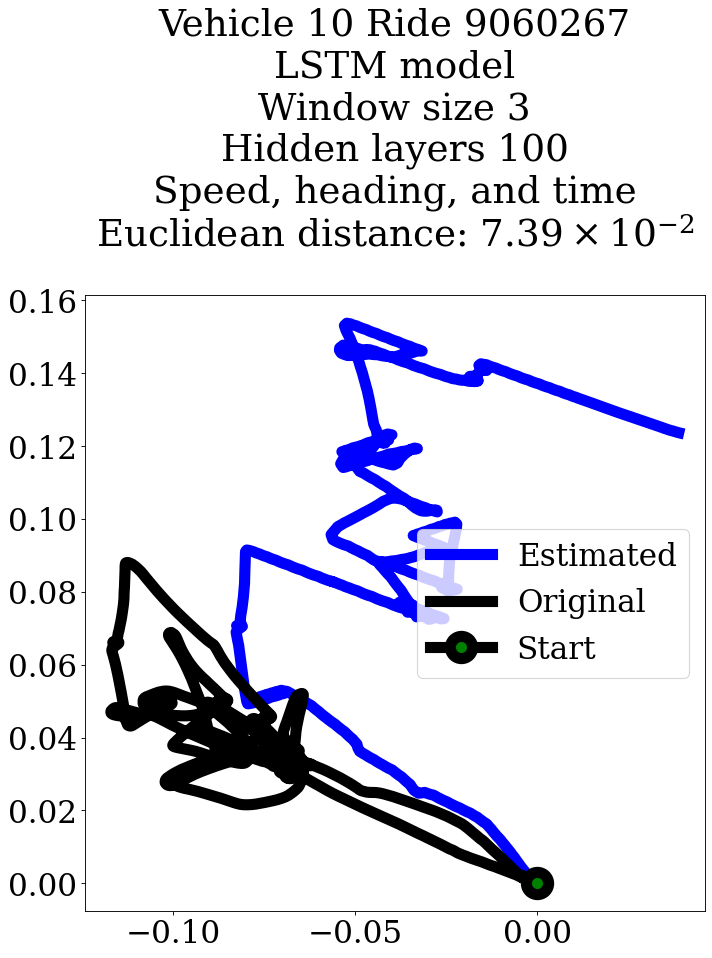 Vehicle 10 Ride 9060267
LSTM model
Window size 3
Hidden layers 100
Speed, heading, and time
Euclidean distance: 7.39 × 10⁻²
0.16
0.14
0.12
0.10
0.08
0.06
0.04
0.02
0.00
Estimated
Original
Start
−0.10 −0.05 0.00